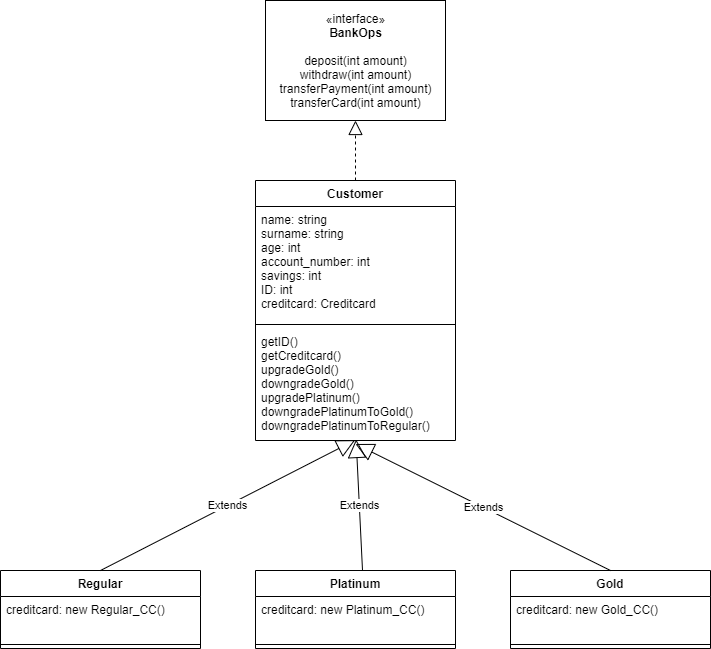 «interface»
BankOps
deposit(int amount)
withdraw(int amount)
transferPayment(int amount)
transferCard(int amount)
Customer
name: string
surname: string
age: int
account_number: int
savings: int
ID: int
creditcard: Creditcard
getID()
getCreditcard()
upgradeGold()
downgradeGold()
upgradePlatinum()
downgradePlatinumToGold()
downgradePlatinumToRegular()
Extends
Extends
Extends
Regular
creditcard: new Regular_CC()
Platinum
creditcard: new Platinum_CC()
Gold
creditcard: new Gold_CC()